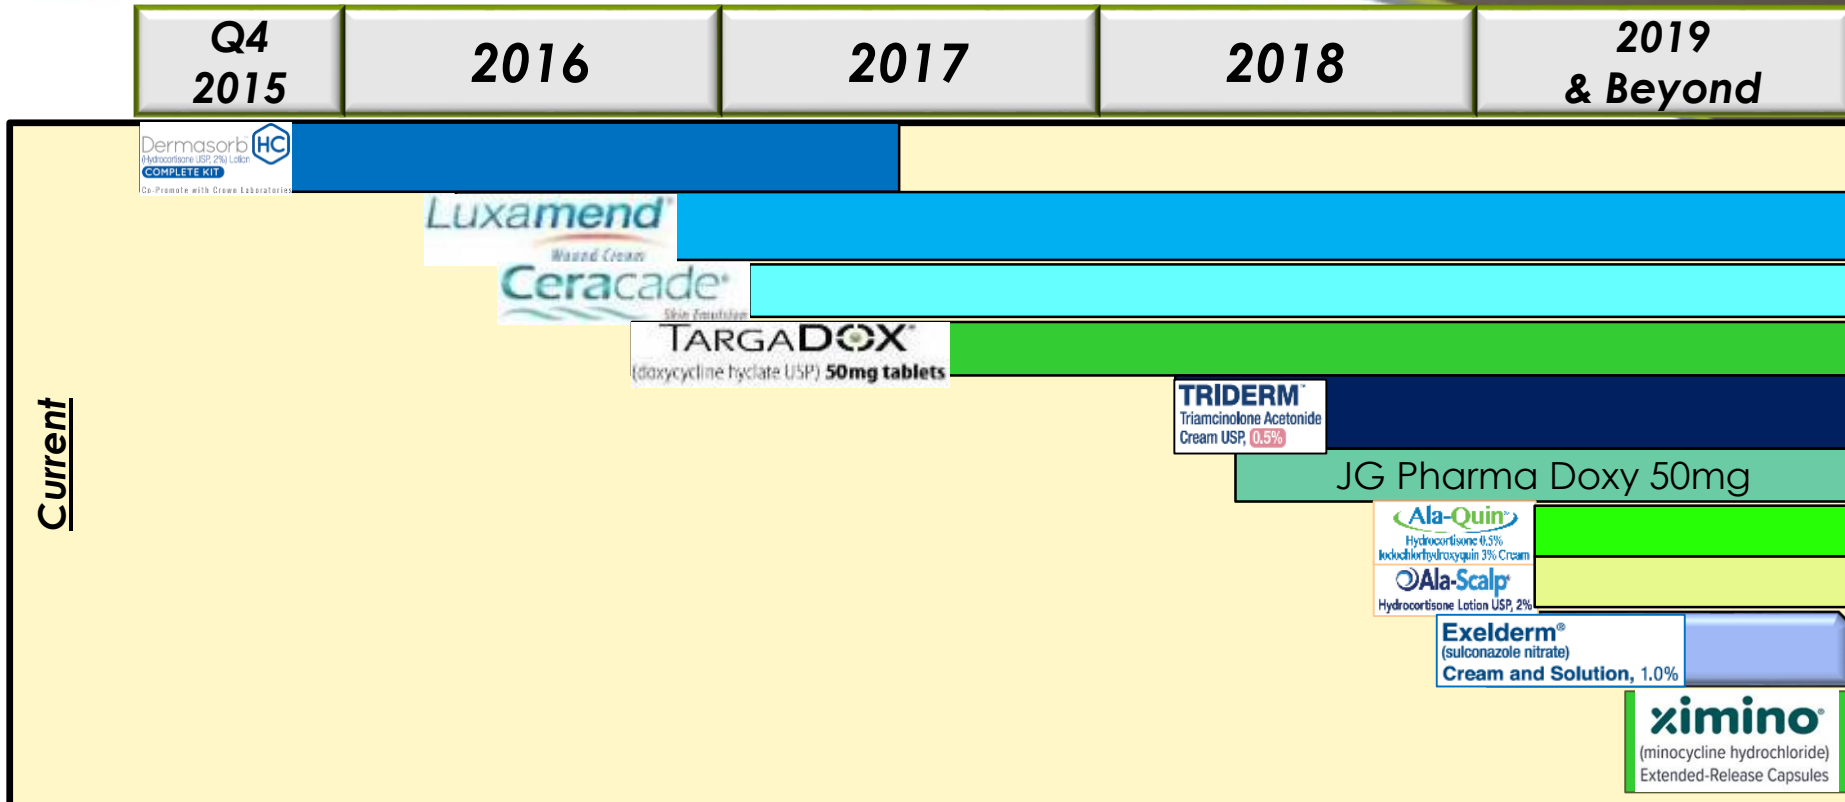 Q4
2015
2016
2017
2018
2019
& Beyond
Current
Dermasorb HC
(Hydrocortisone USP, 2%) Lotion
COMPLETE KIT
Co-Promote with Crown Laboratories
Luxamend®
Wound Cream
Ceracade®
Skin Emulsion
TARGADOX®
(doxycycline hyclate USP) 50mg tablets
TRIDERM™
Triamcinolone Acetonide
Cream USP, 0.5%
JG Pharma Doxy 50mg
Ala-Quin®
Hydrocortisone 0.5%
Iodochlorhydroxyquin 3% Cream
Ala-Scalp®
Hydrocortisone Lotion USP, 2%
Exelderm®
(sulconazole nitrate)
Cream and Solution, 1.0%
ximino®
(minocycline hydrochloride)
Extended-Release Capsules